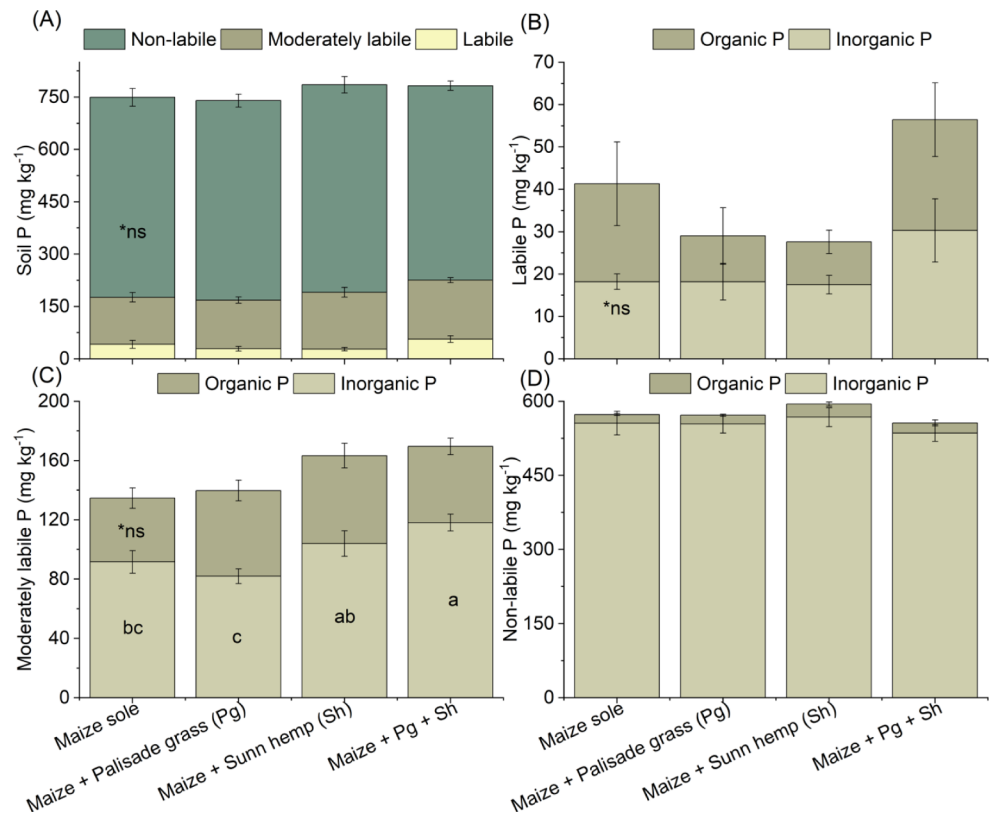 (A)
Non-labile Moderately labile Labile
Soil P (mg kg⁻¹)
750
600
450
300
150
0
*ns
(B)
Organic P Inorganic P
Labile P (mg kg⁻¹)
70
60
50
40
30
20
10
0
*ns
(C)
Organic P Inorganic P
Moderately labile P (mg kg⁻¹)
200
160
120
80
40
0
*ns
bc
c
ab
a
Maize sole
Maize + Palisade grass (Pg)
Maize + Sunn hemp (Sh)
Maize + Pg + Sh
(D)
Organic P Inorganic P
Non-labile P (mg kg⁻¹)
600
450
300
150
0
Maize sole
Maize + Palisade grass (Pg)
Maize + Sunn hemp (Sh)
Maize + Pg + Sh